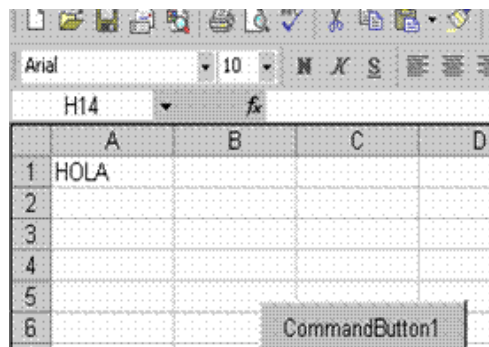 Arial 10 N K S
H14 fx
A B C D
1 HOLA
2
3
4
5
6 CommandButton1